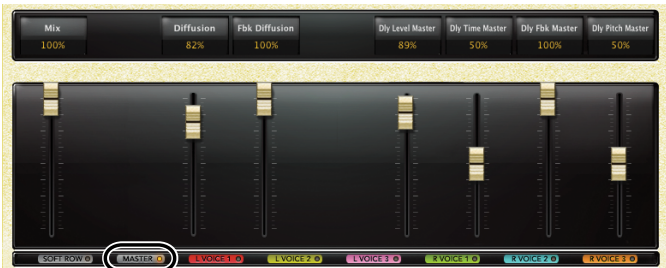 Mix Diffusion Fbk Diffusion Dly Level Master Dly Time Master Dly Fbk Master Dly Pitch Master
100% 82% 100% 89% 50% 100% 50%
SOFT ROW MASTER L VOICE 1 L VOICE 2 L VOICE 3 R VOICE 1 R VOICE 2 R VOICE 3